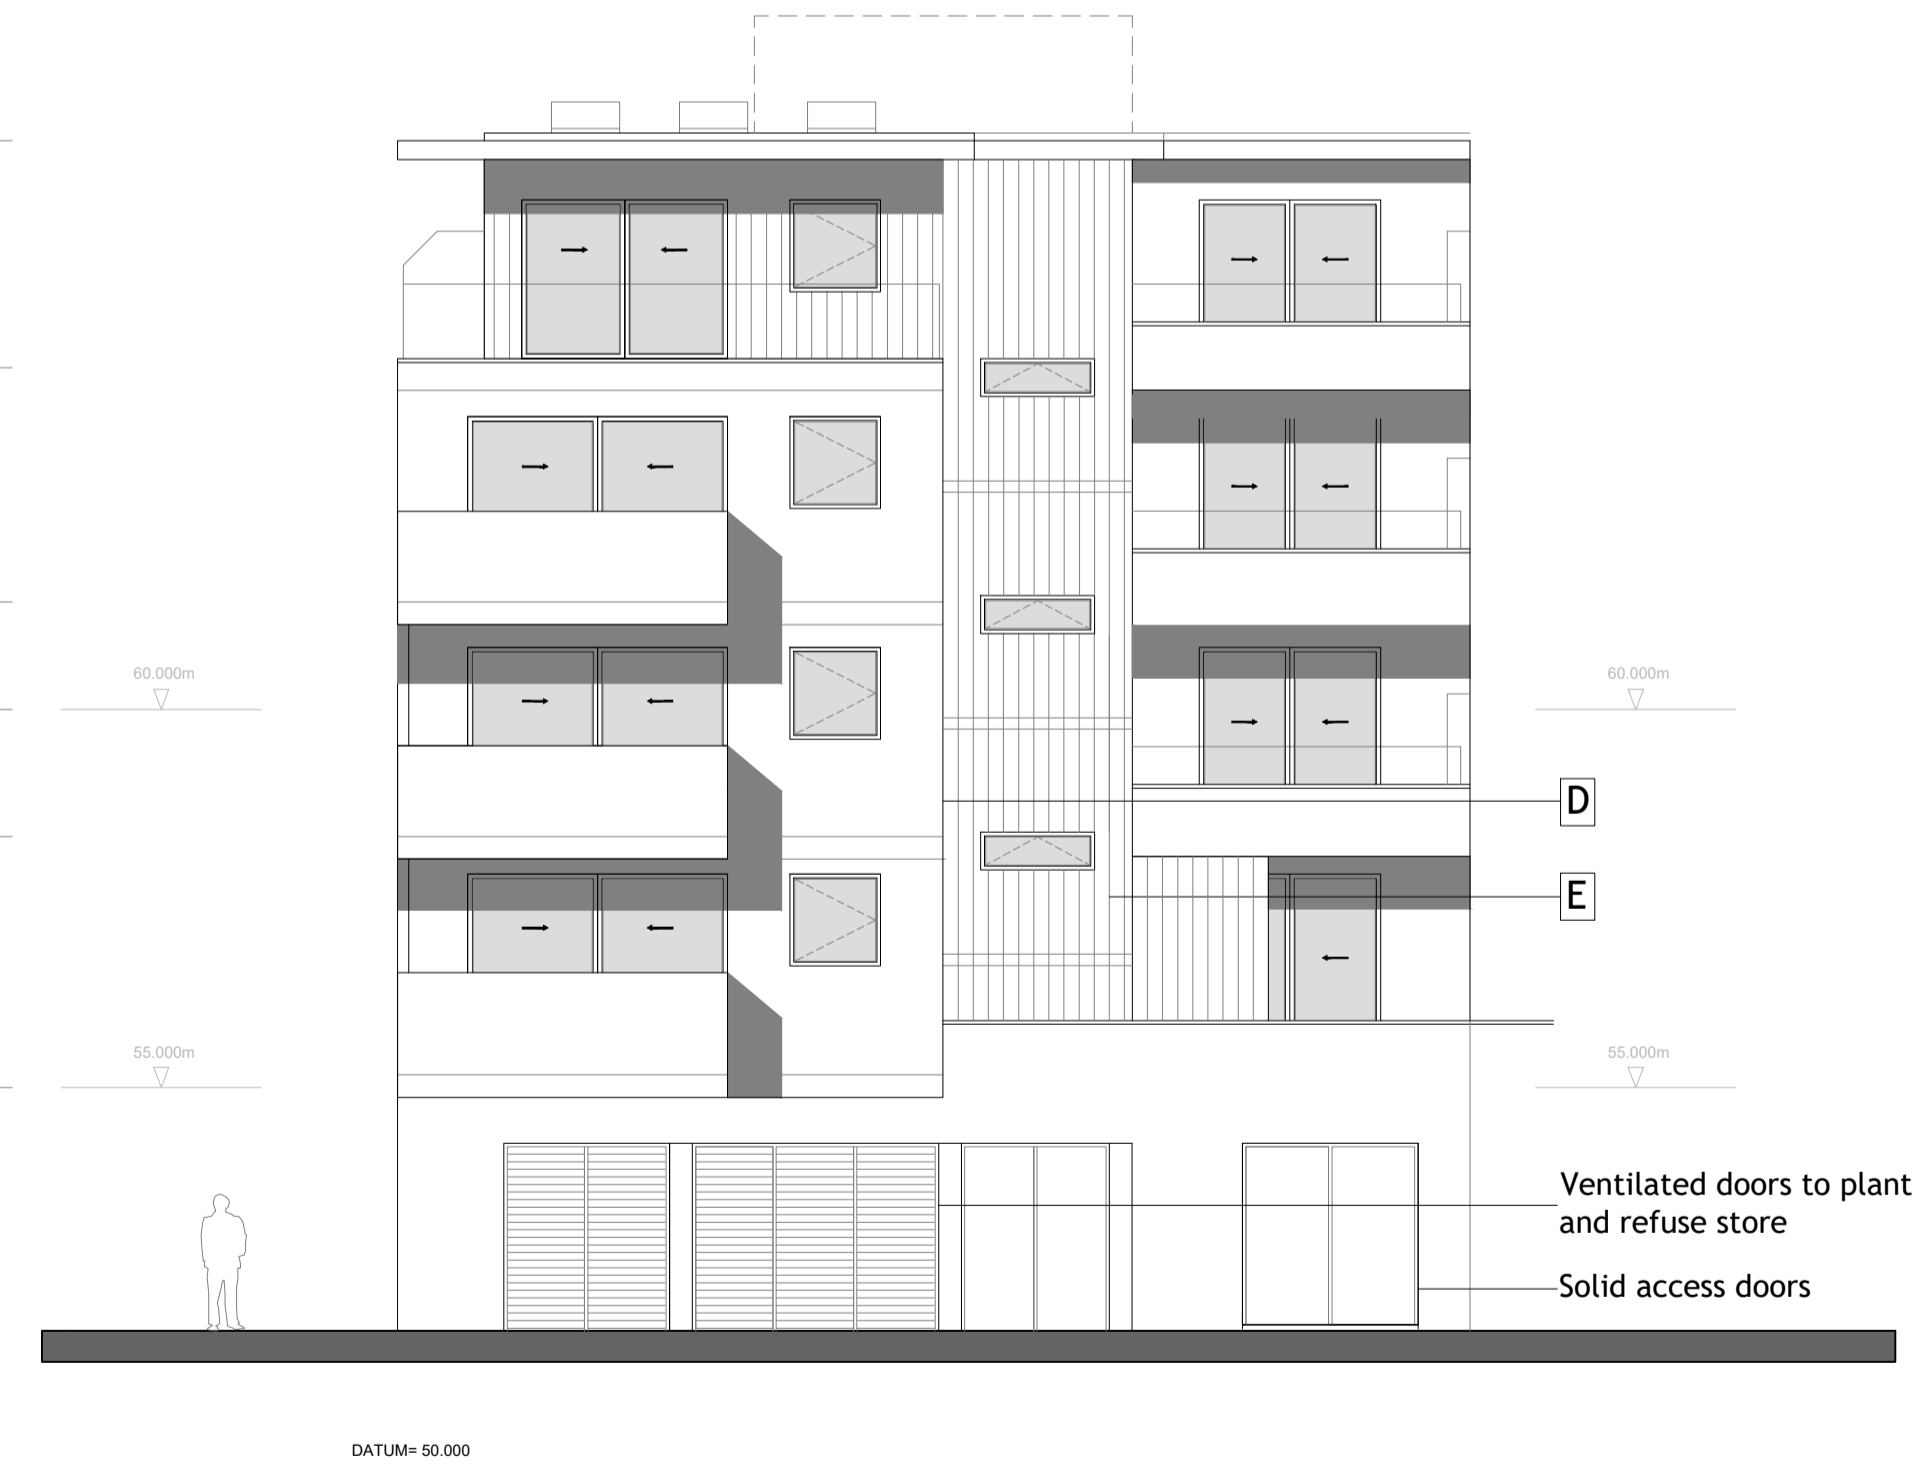 60.000m
60.000m
D
E
55.000m
55.000m
Ventilated doors to plant
and refuse store
Solid access doors
DATUM= 50.000